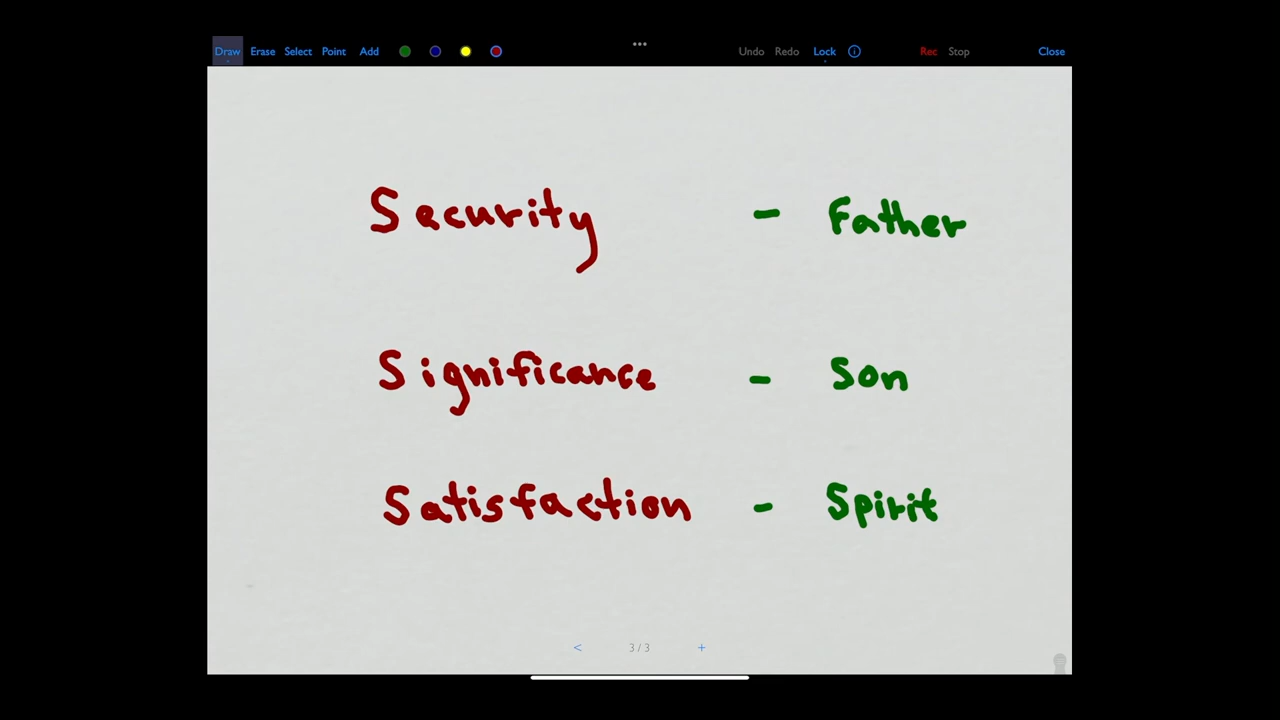 Draw Erase Select Point Add ••• Undo Redo Lock Rec Stop Close
Security - Father
Significance - Son
Satisfaction - Spirit
< 3 / 3 +